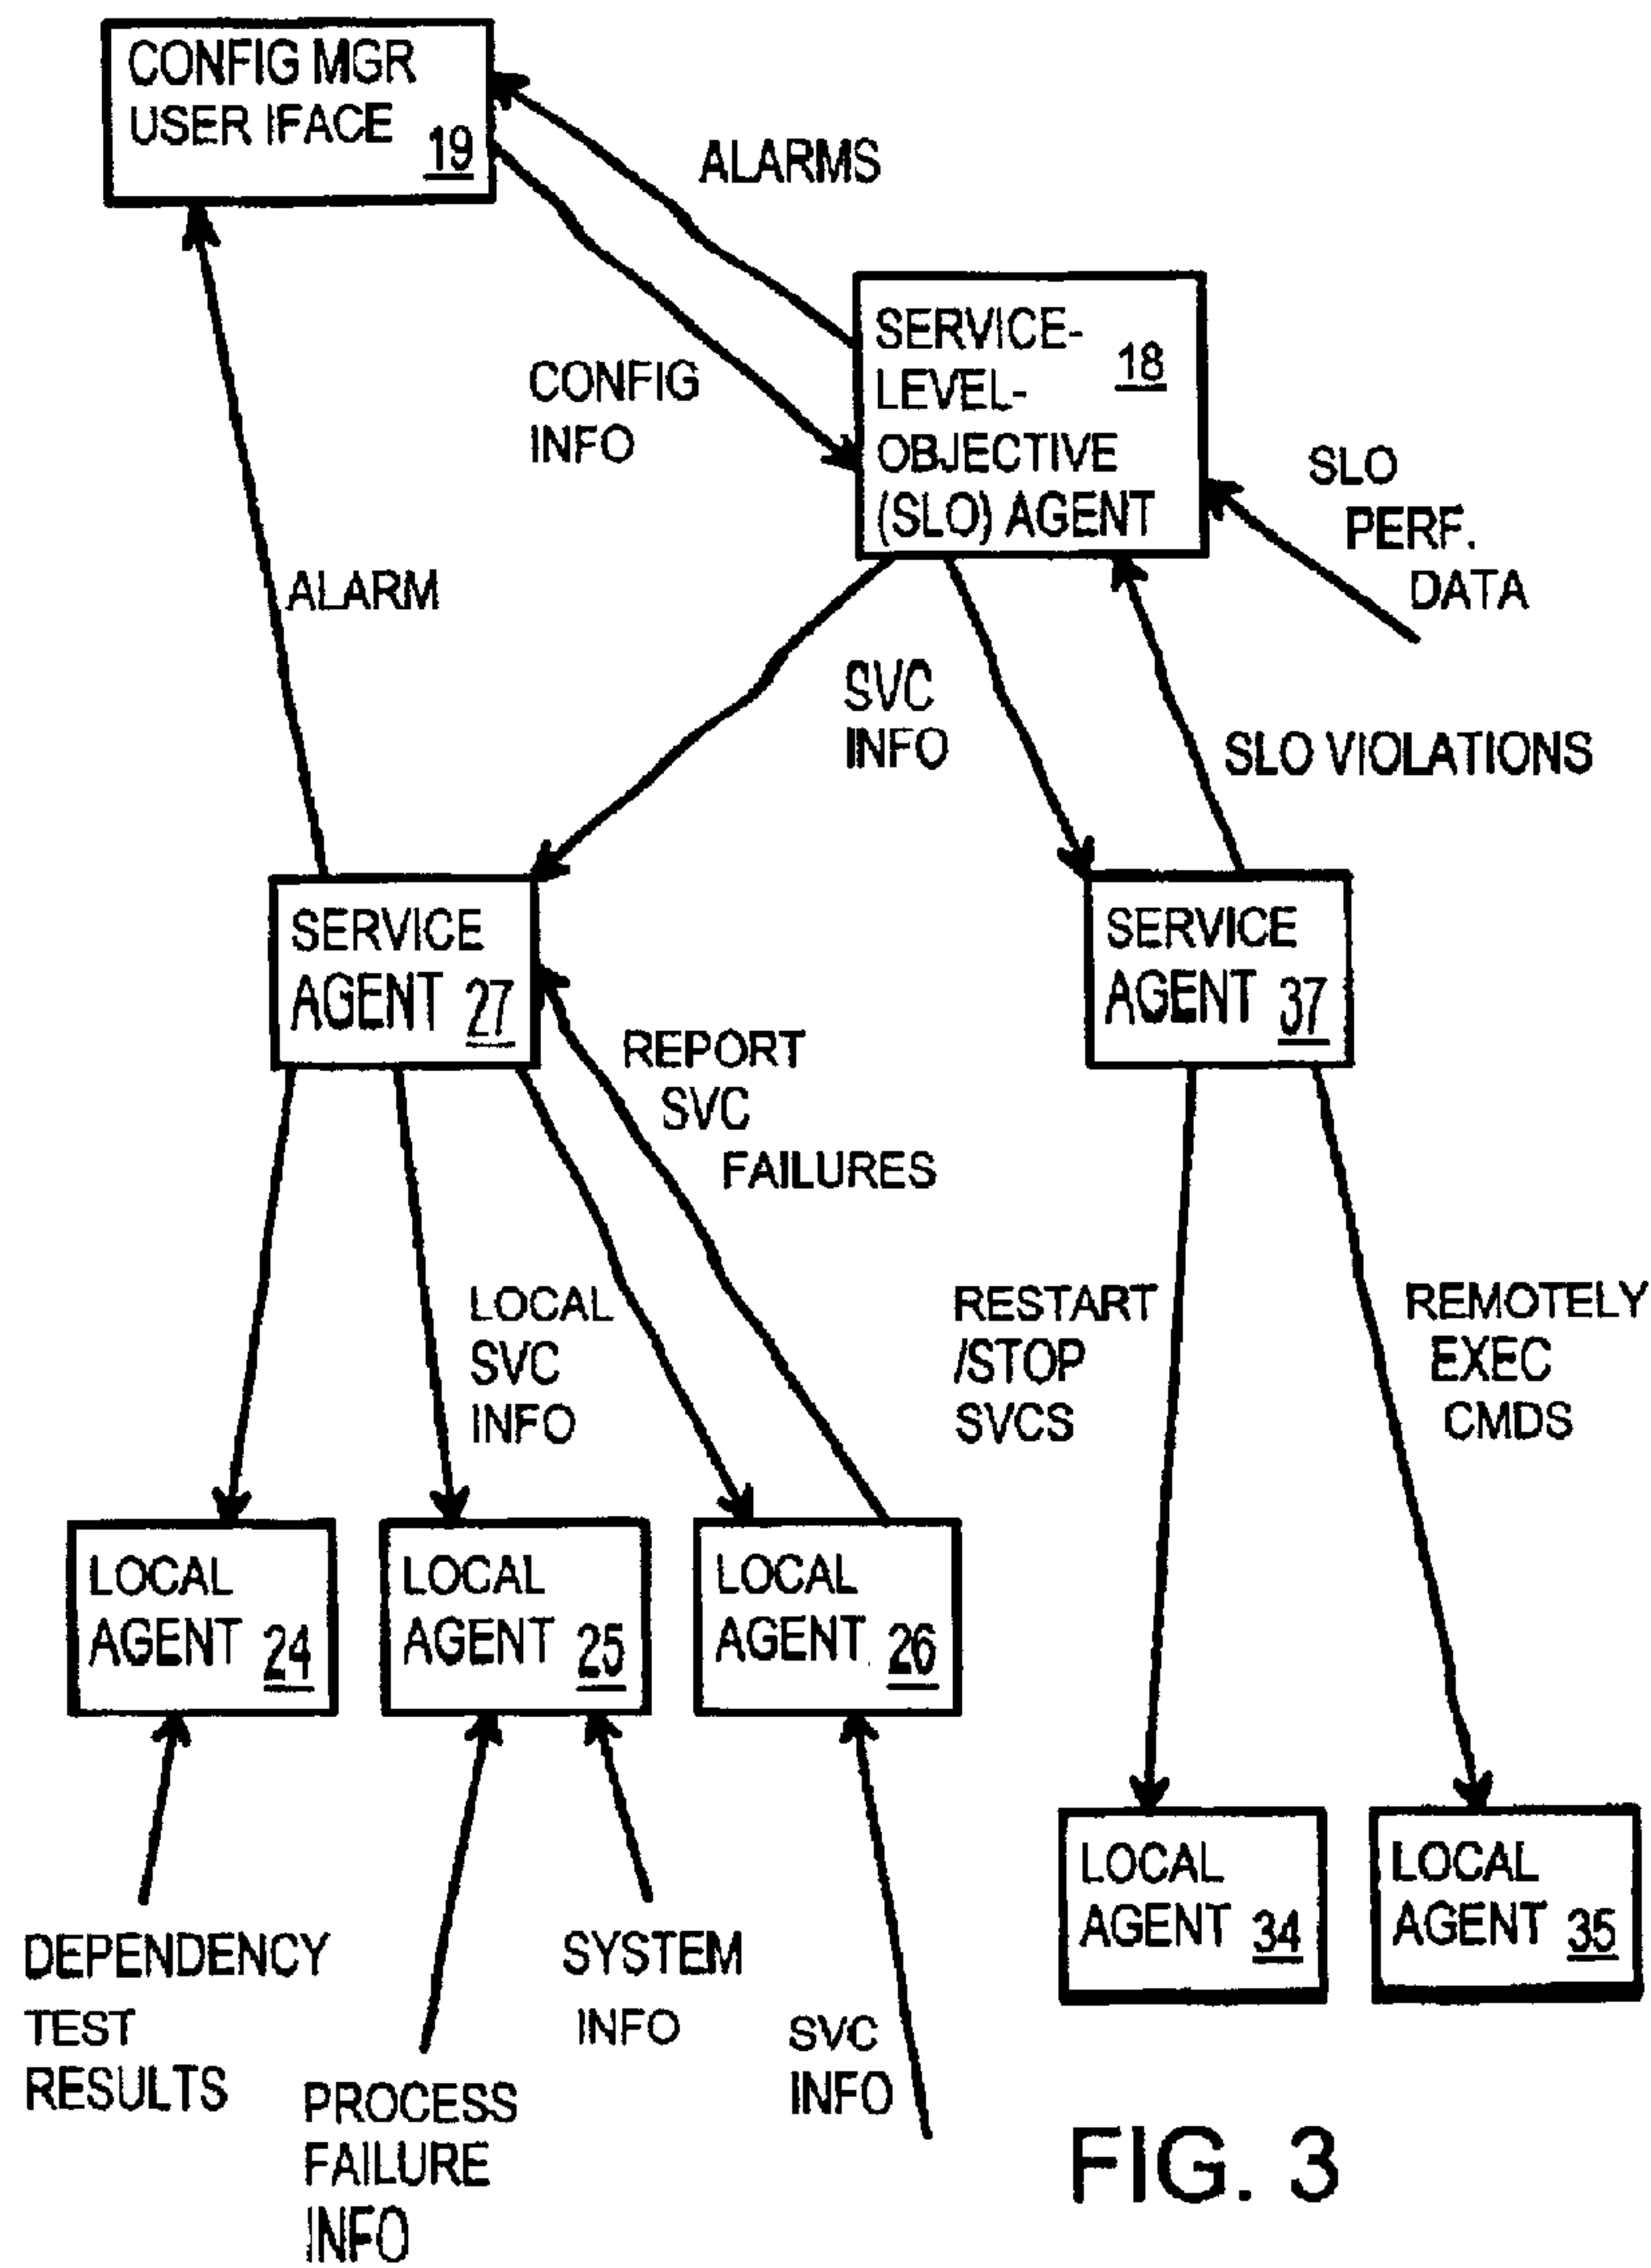 CONFIG MGR
USER IFACE 19
ALARMS
CONFIG
INFO
SERVICE-
LEVEL- 18
OBJECTIVE
(SLO) AGENT
SLO
PERF.
DATA
ALARM
SVC
INFO
SLO VIOLATIONS
SERVICE
AGENT 27
SERVICE
AGENT 37
REPORT
SVC
FAILURES
LOCAL
SVC
INFO
RESTART
/STOP
SVCS
REMOTELY
EXEC
CMDS
LOCAL
AGENT 24
LOCAL
AGENT 25
LOCAL
AGENT 26
LOCAL
AGENT 34
LOCAL
AGENT 35
DEPENDENCY
TEST
RESULTS
PROCESS
FAILURE
INFO
SYSTEM
INFO
SVC
INFO
FIG. 3